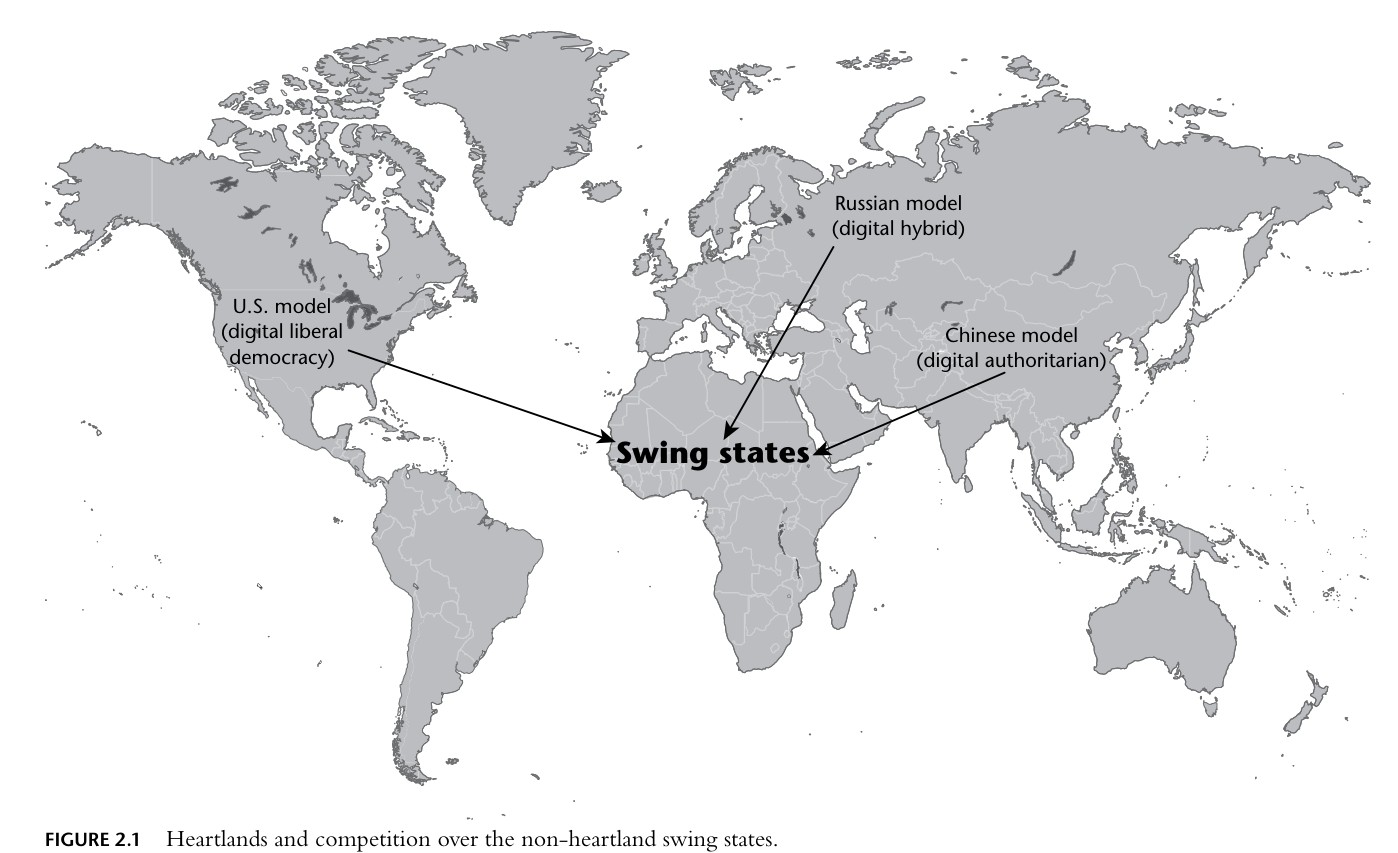 Russian model
(digital hybrid)
U.S. model
(digital liberal
democracy)
Chinese model
(digital authoritarian)
Swing states
FIGURE 2.1 Heartlands and competition over the non-heartland swing states.